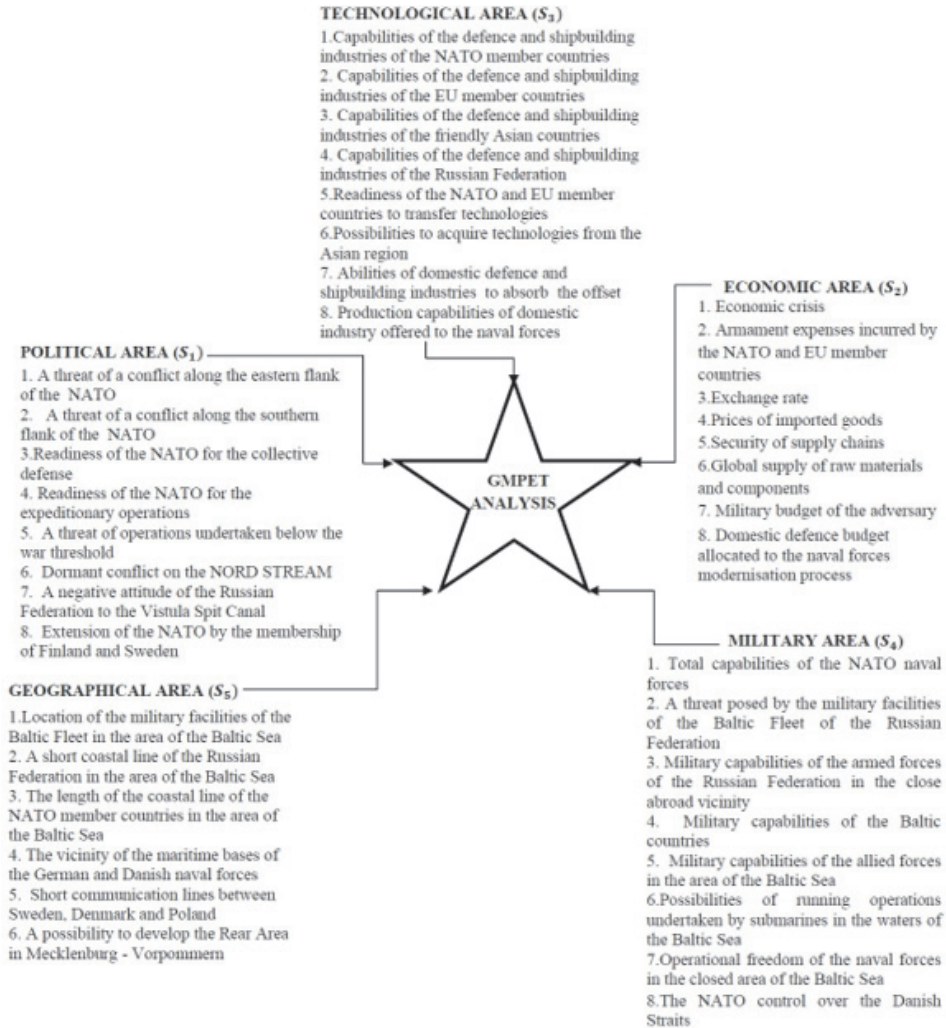 TECHNOLOGICAL AREA (S₃)
1.Capabilities of the defence and shipbuilding
industries of the NATO member countries
2. Capabilities of the defence and shipbuilding
industries of the EU member countries
3. Capabilities of the defence and shipbuilding
industries of the friendly Asian countries
4. Capabilities of the defence and shipbuilding
industries of the Russian Federation
5.Readiness of the NATO and EU member
countries to transfer technologies
6.Possibilities to acquire technologies from the
Asian region
7. Abilities of domestic defence and
shipbuilding industries to absorb the offset
8. Production capabilities of domestic
industry offered to the naval forces
ECONOMIC AREA (S₂)
1. Economic crisis
2. Armament expenses incurred by
the NATO and EU member
countries
3.Exchange rate
4.Prices of imported goods
5.Security of supply chains
6.Global supply of raw materials
and components
7. Military budget of the adversary
8. Domestic defence budget
allocated to the naval forces
modernisation process
POLITICAL AREA (S₁)
1. A threat of a conflict along the eastern flank
of the NATO
2. A threat of a conflict along the southern
flank of the NATO
3.Readiness of the NATO for the collective
defense
4. Readiness of the NATO for the
expeditionary operations
5. A threat of operations undertaken below the
war threshold
6. Dormant conflict on the NORD STREAM
7. A negative attitude of the Russian
Federation to the Vistula Spit Canal
8. Extension of the NATO by the membership
of Finland and Sweden
GMPET
ANALYSIS
MILITARY AREA (S₄)
1. Total capabilities of the NATO naval
forces
2. A threat posed by the military facilities
of the Baltic Fleet of the Russian
Federation
3. Military capabilities of the armed forces
of the Russian Federation in the close
abroad vicinity
4. Military capabilities of the Baltic
countries
5. Military capabilities of the allied forces
in the area of the Baltic Sea
6.Possibilities of running operations
undertaken by submarines in the waters of
the Baltic Sea
7.Operational freedom of the naval forces
in the closed area of the Baltic Sea
8.The NATO control over the Danish
Straits
GEOGRAPHICAL AREA (S₅)
1.Location of the military facilities of the
Baltic Fleet in the area of the Baltic Sea
2. A short coastal line of the Russian
Federation in the area of the Baltic Sea
3. The length of the coastal line of the
NATO member countries in the area of
the Baltic Sea
4. The vicinity of the maritime bases of
the German and Danish naval forces
5. Short communication lines between
Sweden, Denmark and Poland
6. A possibility to develop the Rear Area
in Mecklenburg - Vorpommern